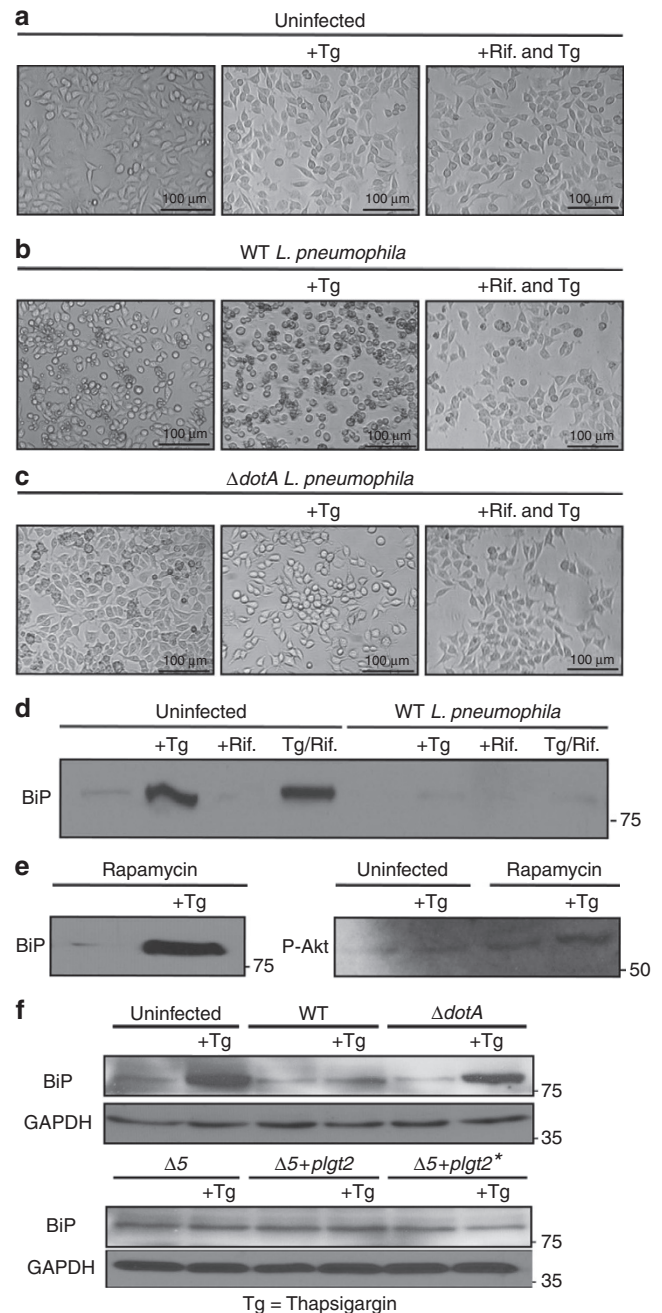 a
Uninfected
+Tg +Rif. and Tg
100 μm 100 μm 100 μm
b
WT L. pneumophila
+Tg +Rif. and Tg
100 μm 100 μm 100 μm
c
ΔdotA L. pneumophila
+Tg +Rif. and Tg
100 μm 100 μm 100 μm
d
Uninfected WT L. pneumophila
+Tg +Rif. Tg/Rif. +Tg +Rif. Tg/Rif.
BiP
-75
e
Rapamycin Uninfected Rapamycin
+Tg +Tg +Tg
BiP P-Akt
-75 -50
f
Uninfected WT ΔdotA
+Tg +Tg +Tg
BiP
75
GAPDH
35
Δ5 Δ5+plgt2 Δ5+plgt2*
+Tg +Tg +Tg
BiP
75
GAPDH
35
Tg = Thapsigargin